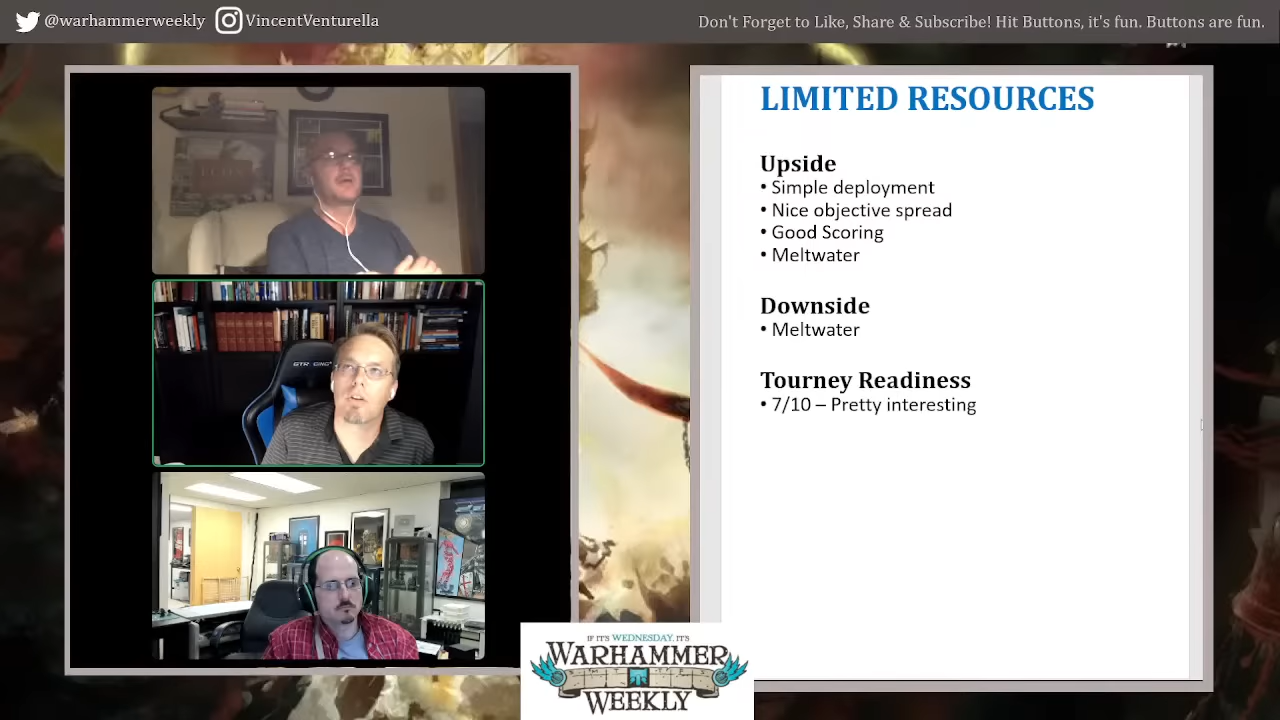 @warhammerweekly VincentVenturella
Don't Forget to Like, Share & Subscribe! Hit Buttons, it's fun. Buttons are fun.
LIMITED RESOURCES
Upside
• Simple deployment
• Nice objective spread
• Good Scoring
• Meltwater
Downside
• Meltwater
Tourney Readiness
• 7/10 – Pretty interesting
IF IT'S WEDNESDAY, IT'S
WARHAMMER
WEEKLY